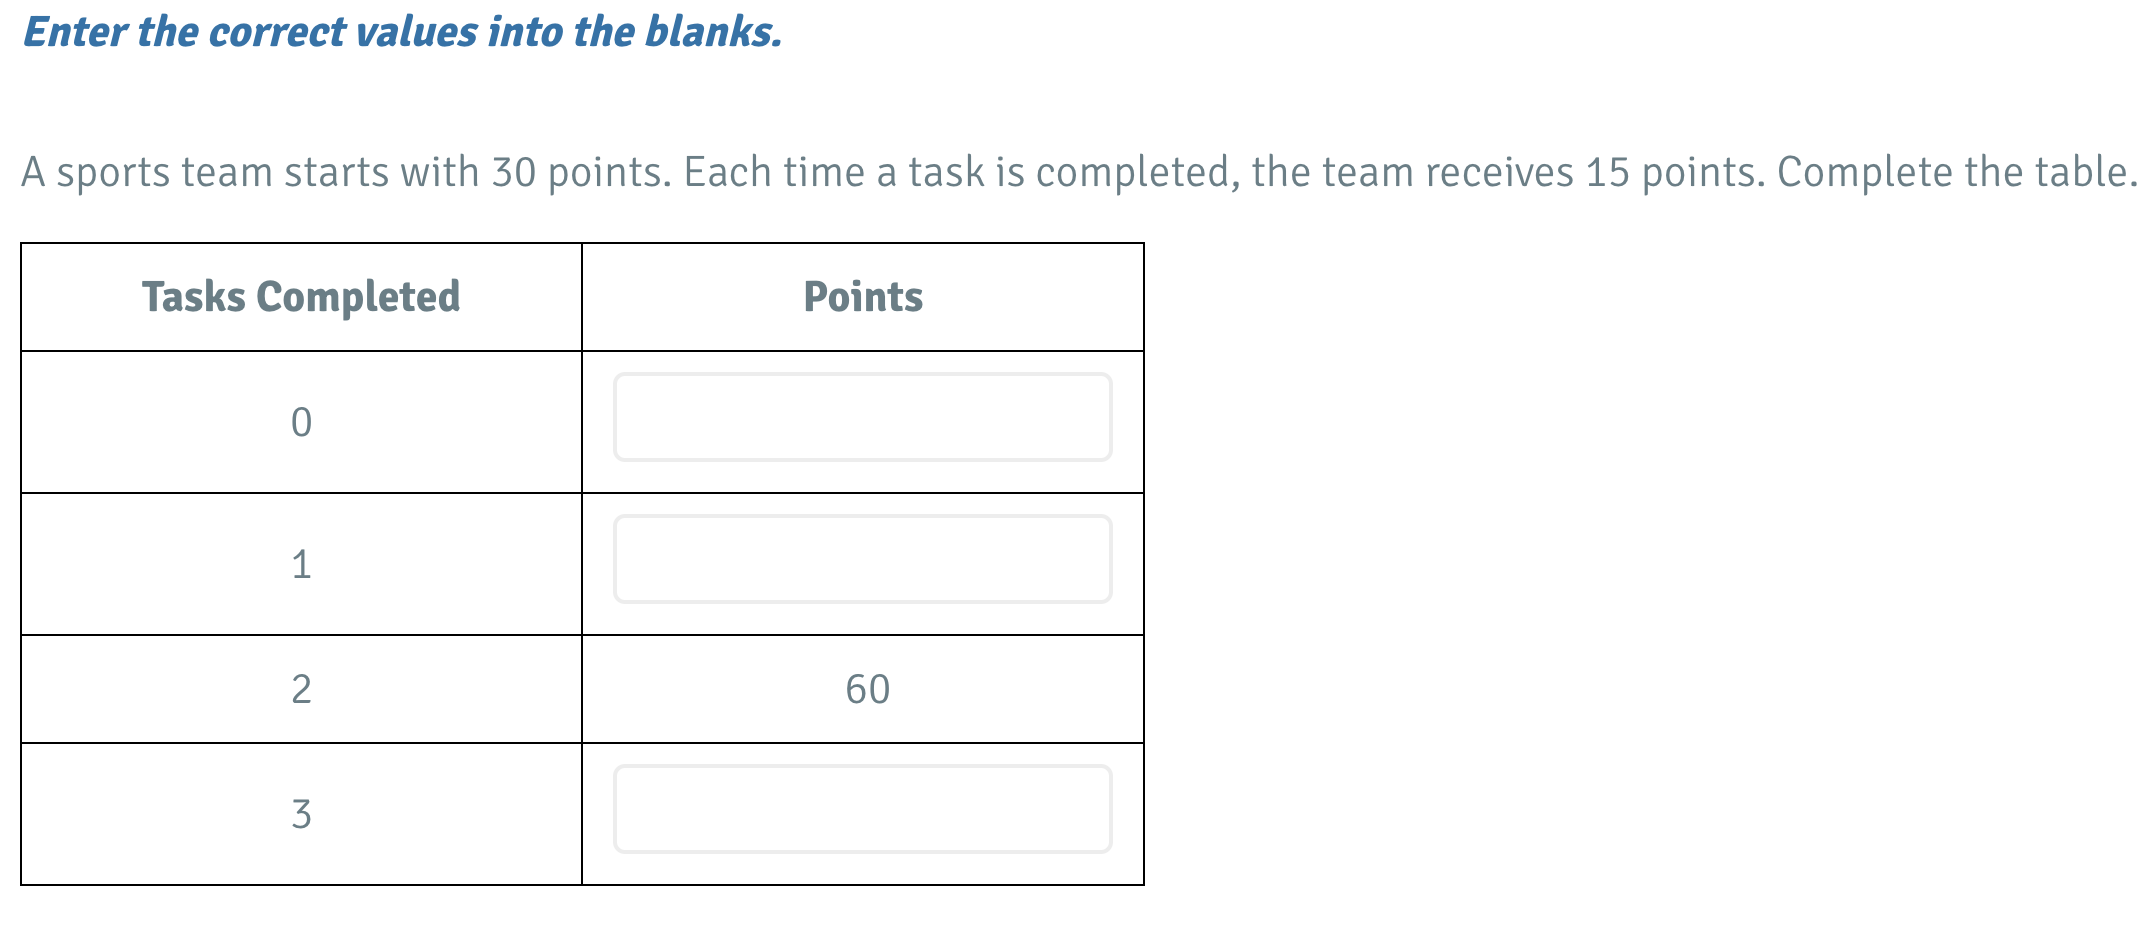 Enter the correct values into the blanks.
A sports team starts with 30 points. Each time a task is completed, the team receives 15 points. Complete the table.
Tasks Completed Points
0
1
2 60
3